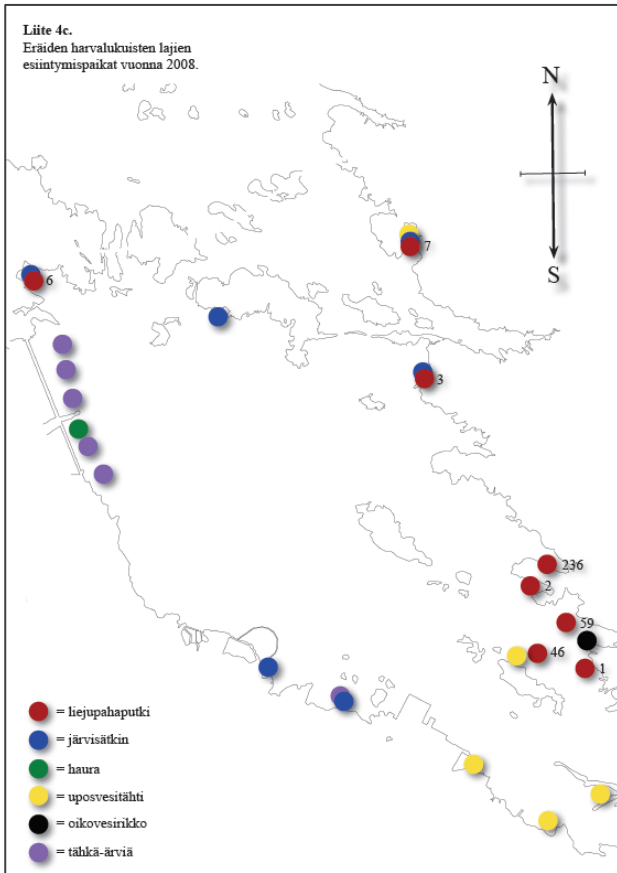 Liite 4c.
Eräiden harvalukuisten lajien
esiintymispaikat vuonna 2008.
N
S
7
6
3
236
2
59
46
1
= liejupahaputki
= järvisätkin
= haura
= uposvesitähti
= oikovesirikko
= tähkä-ärviä